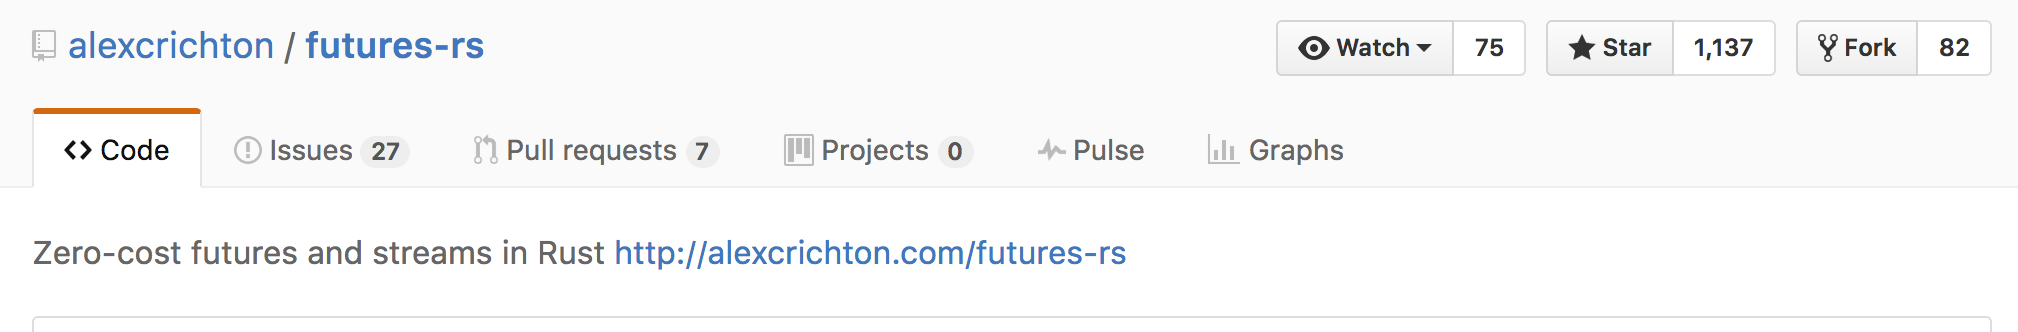 alexcrichton / futures-rs Watch 75 Star 1,137 Fork 82
Code Issues 27 Pull requests 7 Projects 0 Pulse Graphs
Zero-cost futures and streams in Rust http://alexcrichton.com/futures-rs